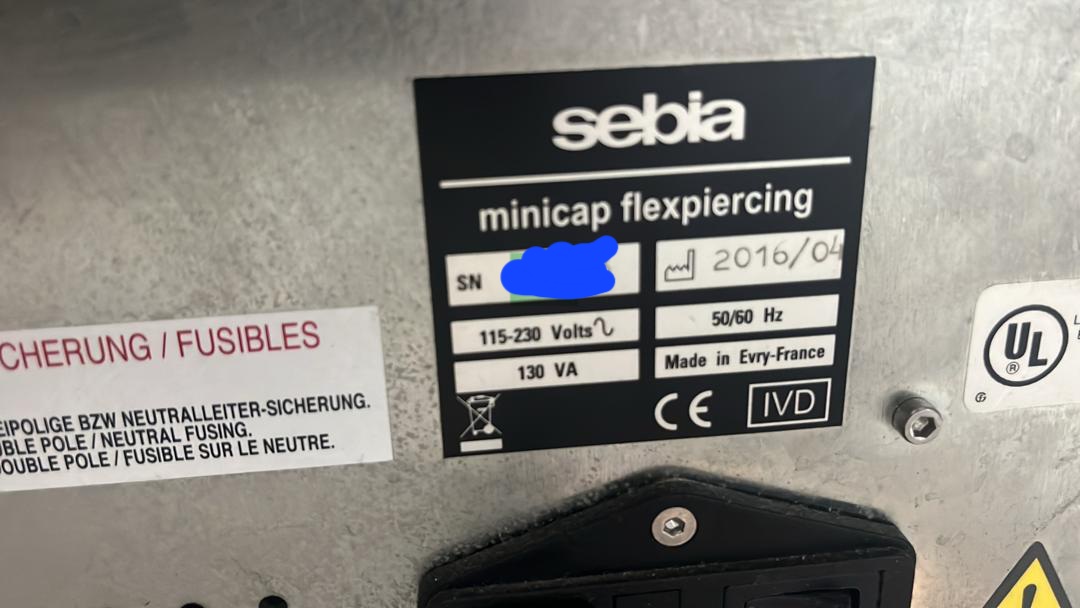 sebia
minicap flexpiercing
SN
2016/04
115-230 Volts
50/60 Hz
130 VA
Made in Evry-France
CE
IVD
CHERUNG / FUSIBLES
EIPOLIGE BZW NEUTRALLEITER-SICHERUNG.
UBLE POLE / NEUTRAL FUSING.
OUBLE POLE / FUSIBLE SUR LE NEUTRE.
UL
®